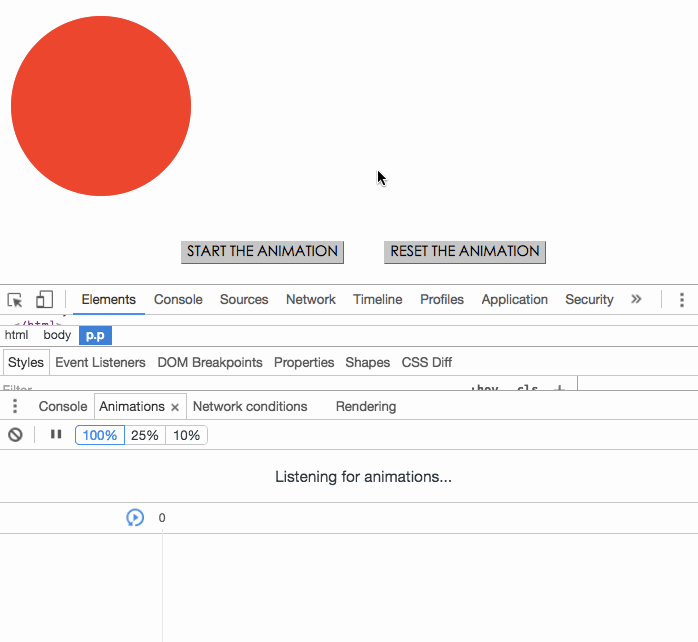 START THE ANIMATION RESET THE ANIMATION
Elements Console Sources Network Timeline Profiles Application Security »
</html>
html body p.p
Styles Event Listeners DOM Breakpoints Properties Shapes CSS Diff
Filter :hov .cls +
Console Animations × Network conditions Rendering
100% 25% 10%
Listening for animations...
0